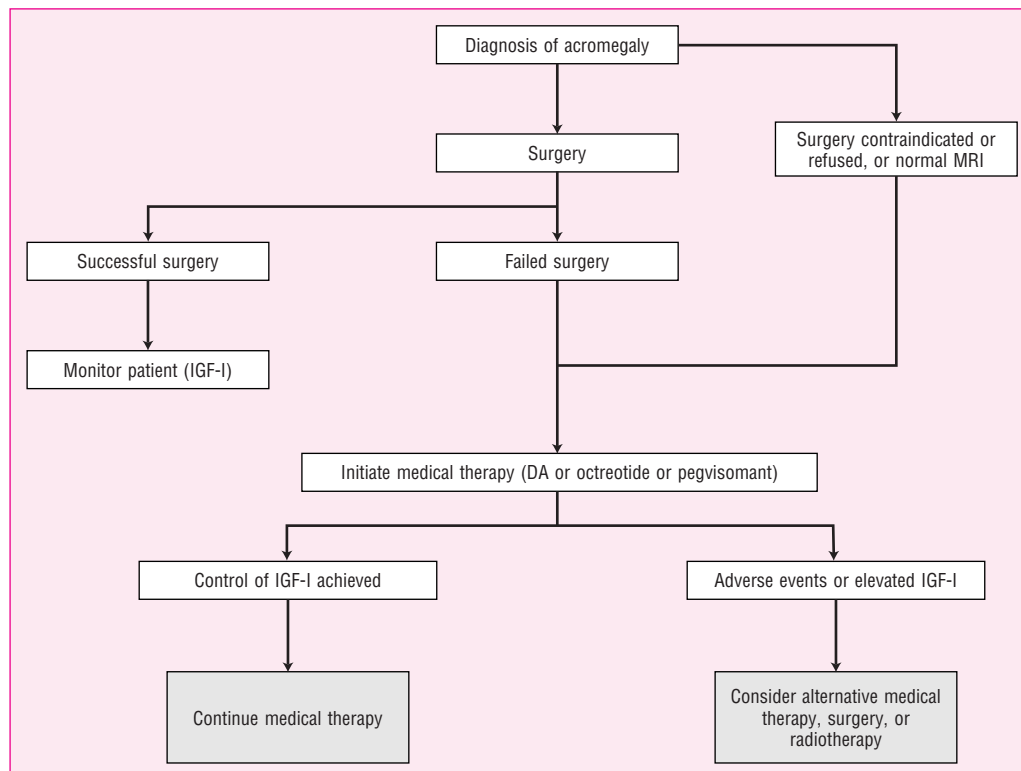 Diagnosis of acromegaly
Surgery
Surgery contraindicated or
refused, or normal MRI
Successful surgery
Failed surgery
Monitor patient (IGF-I)
Initiate medical therapy (DA or octreotide or pegvisomant)
Control of IGF-I achieved
Adverse events or elevated IGF-I
Continue medical therapy
Consider alternative medical
therapy, surgery, or
radiotherapy